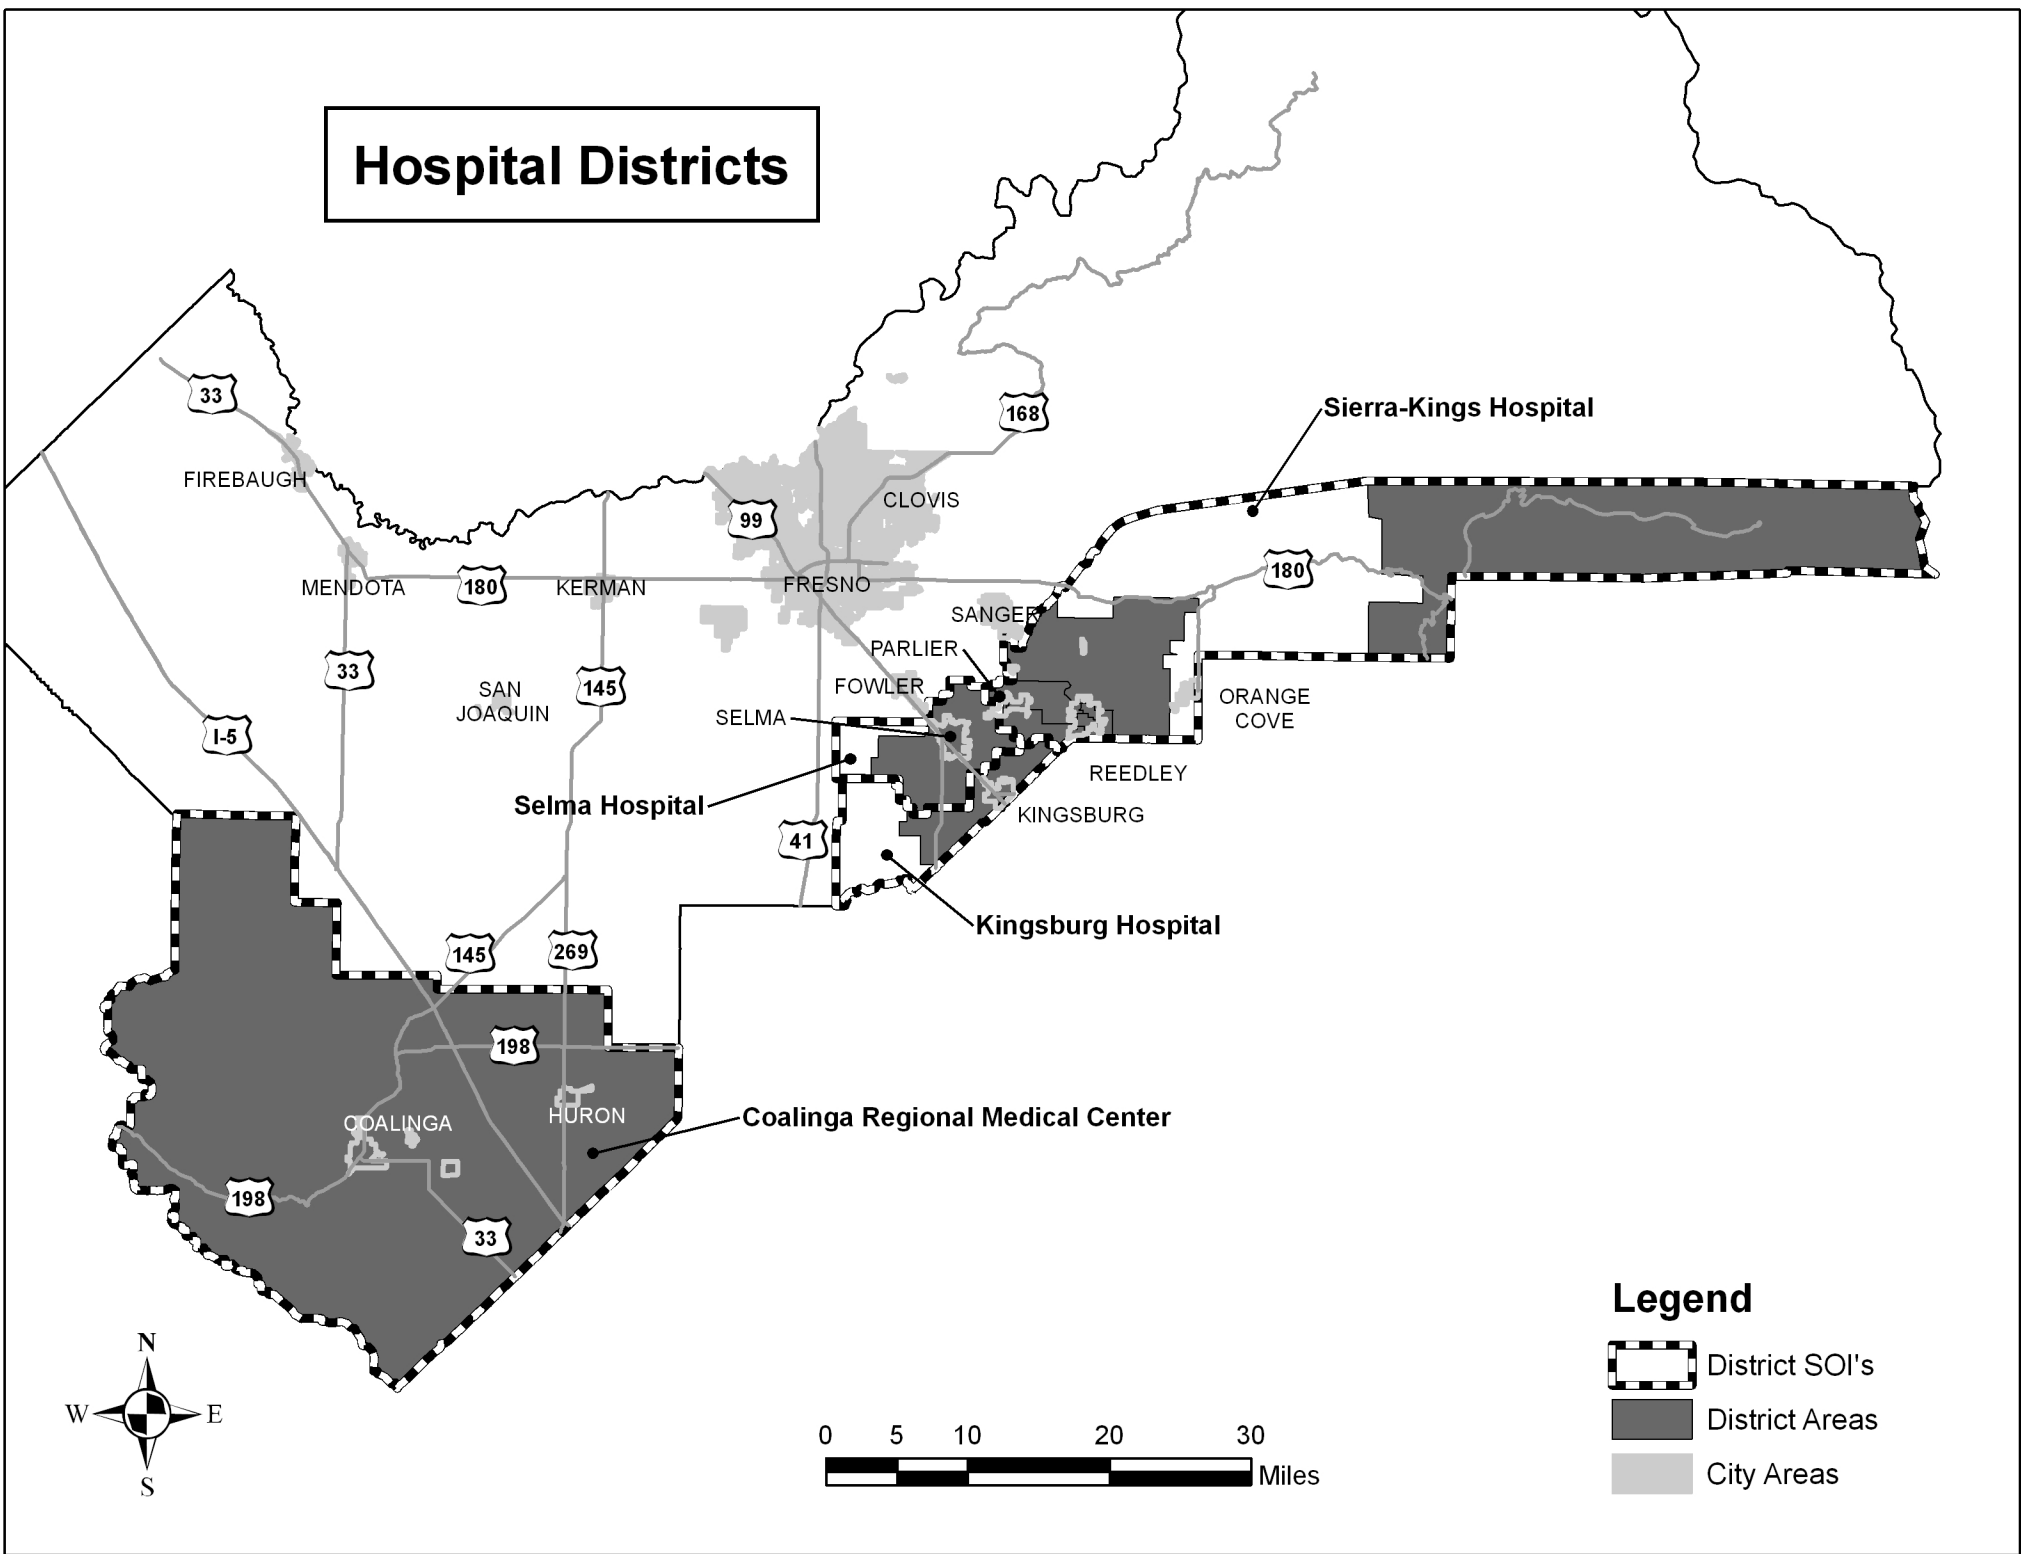 Hospital Districts
33
168
Sierra-Kings Hospital
FIREBAUGH
CLOVIS
99
180
MENDOTA
180
KERMAN
FRESNO
SANGER
PARLIER
33
145
SAN
JOAQUIN
FOWLER
ORANGE
COVE
SELMA
I-5
REEDLEY
Selma Hospital
KINGSBURG
41
Kingsburg Hospital
145
269
198
COALINGA
HURON
Coalinga Regional Medical Center
198
33
Legend
District SOI's
District Areas
City Areas
N
W
E
S
0 5 10 20 30
Miles